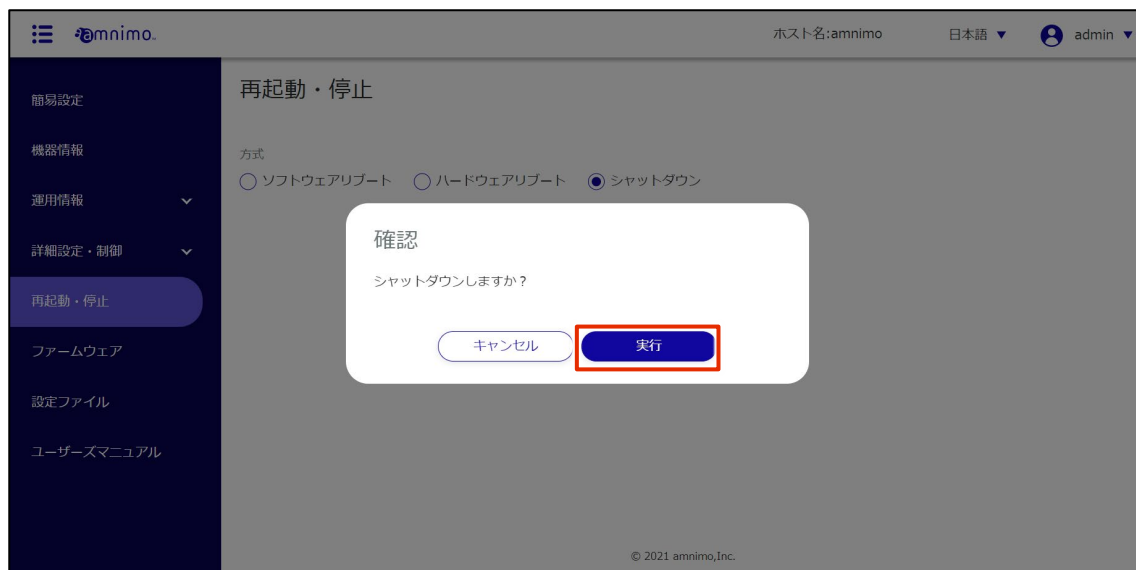 amnimo
ホスト名:amnimo
日本語 ▼
admin ▼
簡易設定
機器情報
運用情報
詳細設定・制御
再起動・停止
ファームウェア
設定ファイル
ユーザーズマニュアル
再起動・停止
方式
ソフトウェアリブート ハードウェアリブート シャットダウン
確認
シャットダウンしますか?
キャンセル 実行
© 2021 amnimo,Inc.